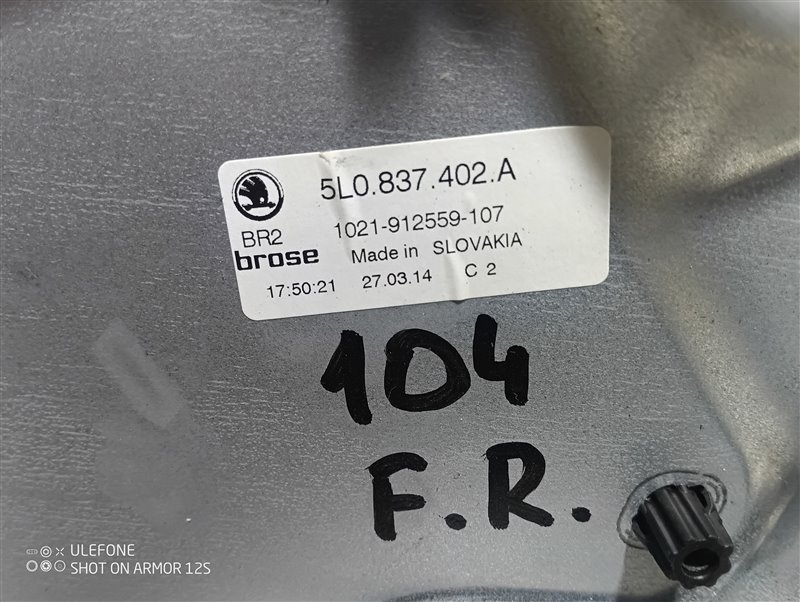 5L0.837.402.A
BR2 1021-912559-107
brose Made in SLOVAKIA
17:50:21 27.03.14 C 2
104
F.R.
ULEFONE
SHOT ON ARMOR 12S